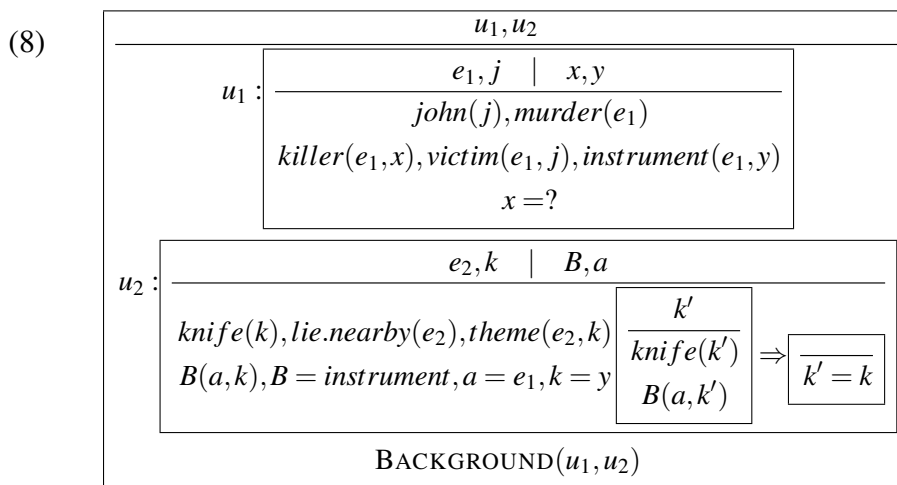 (8)
u₁, u₂
u₁ :
e₁, j | x, y
john(j), murder(e₁)
killer(e₁, x), victim(e₁, j), instrument(e₁, y)
x =?
u₂ :
e₂, k | B, a
knife(k), lie.nearby(e₂), theme(e₂, k)
B(a, k), B = instrument, a = e₁, k = y
k′
knife(k′)
B(a, k′)
⇒
k′ = k
BACKGROUND(u₁, u₂)